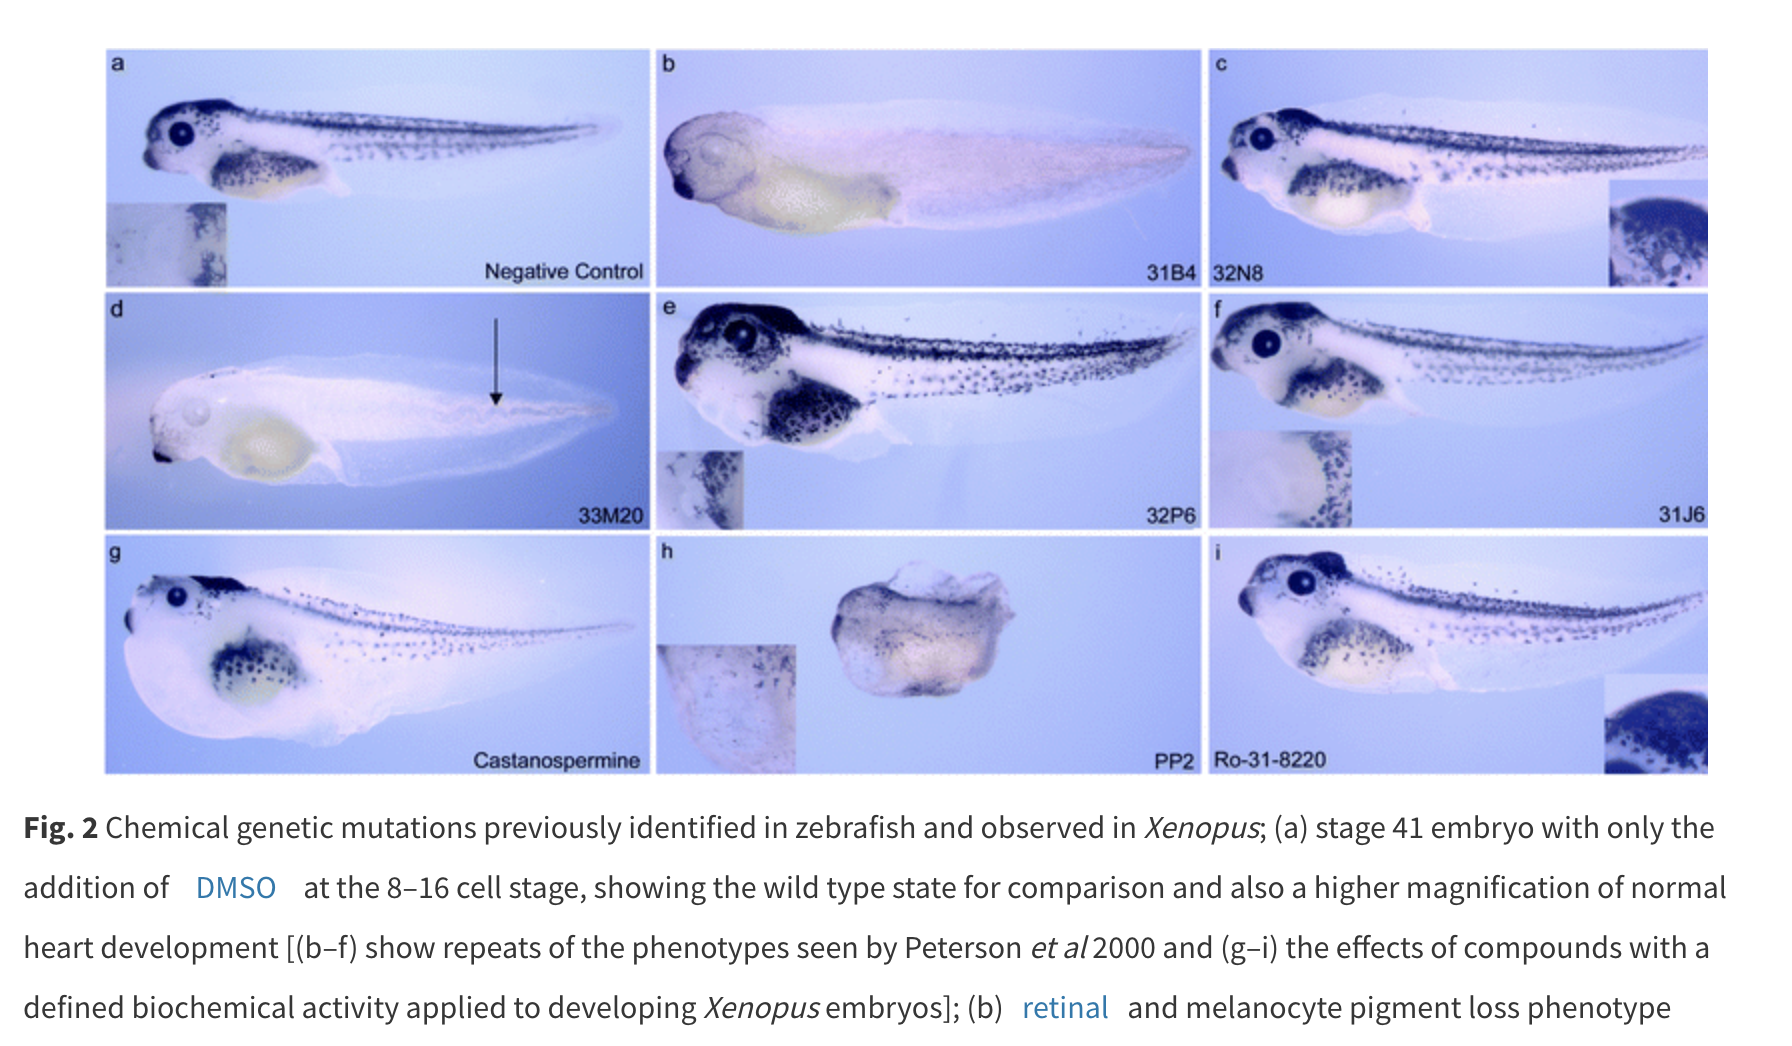 a
b
c
Negative Control
31B4
32N8
d
e
f
33M20
32P6
31J6
g
h
i
Castanospermine
PP2
Ro-31-8220
Fig. 2 Chemical genetic mutations previously identified in zebrafish and observed in Xenopus; (a) stage 41 embryo with only the
addition of DMSO at the 8–16 cell stage, showing the wild type state for comparison and also a higher magnification of normal
heart development [(b–f) show repeats of the phenotypes seen by Peterson et al 2000 and (g–i) the effects of compounds with a
defined biochemical activity applied to developing Xenopus embryos]; (b) retinal and melanocyte pigment loss phenotype